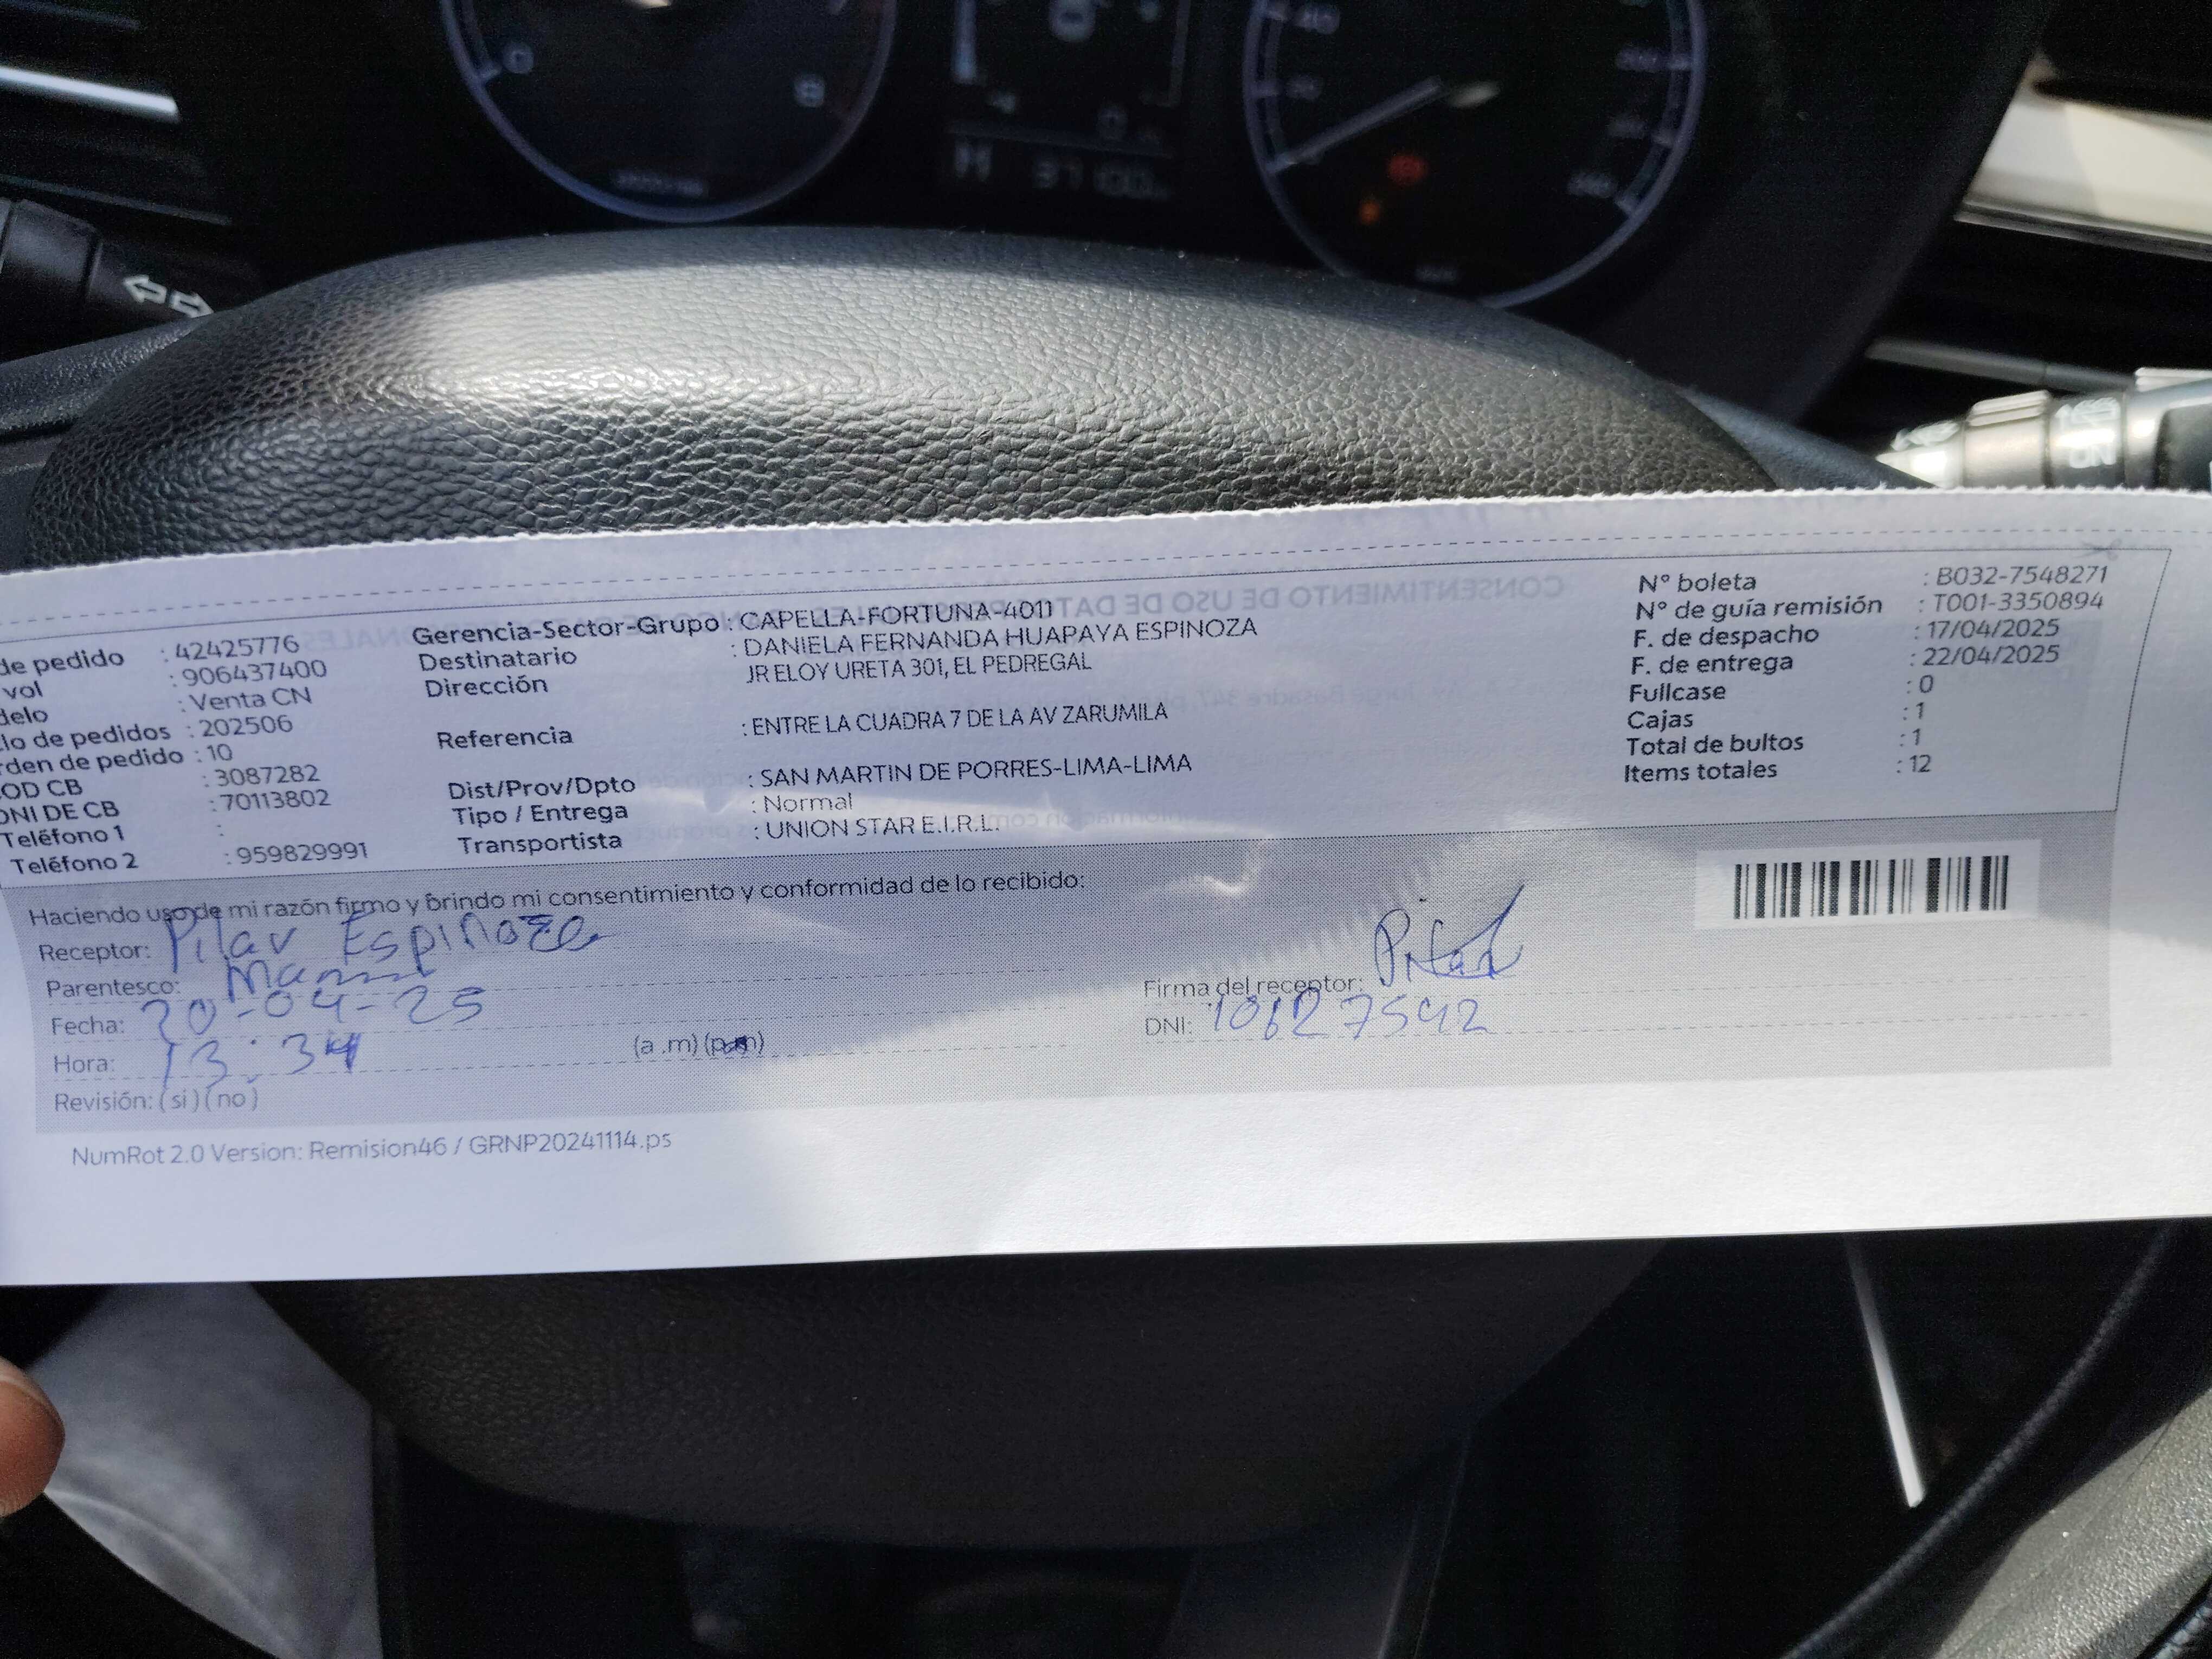 de pedido : 42425776
vol : 906437400
delo : Venta CN
lo de pedidos : 202506
rden de pedido : 10
OD CB : 3087282
DNI DE CB : 70113802
Teléfono 1 :
Teléfono 2 : 959829991
Gerencia-Sector-Grupo : CAPELLA-FORTUNA-4011
Destinatario : DANIELA FERNANDA HUAPAYA ESPINOZA
Dirección JR ELOY URETA 301, EL PEDREGAL
Referencia : ENTRE LA CUADRA 7 DE LA AV ZARUMILA
Dist/Prov/Dpto : SAN MARTIN DE PORRES-LIMA-LIMA
Tipo / Entrega : Normal
Transportista : UNION STAR E.I.R.L.
N° boleta : B032-7548271
N° de guía remisión : T001-3350894
F. de despacho : 17/04/2025
F. de entrega : 22/04/2025
Fullcase : 0
Cajas : 1
Total de bultos : 1
Items totales : 12
Haciendo uso de mi razón firmo y brindo mi consentimiento y conformidad de lo recibido:
Receptor: Pilar Espinoza
Parentesco:
Fecha: 20-04-25
Hora: 13:34 (a.m) (p.m)
Revisión: (si) (no)
Firma del receptor: Pilar
DNI: 10127542
NumRot 2.0 Version: Remision46 / GRNP20241114.ps